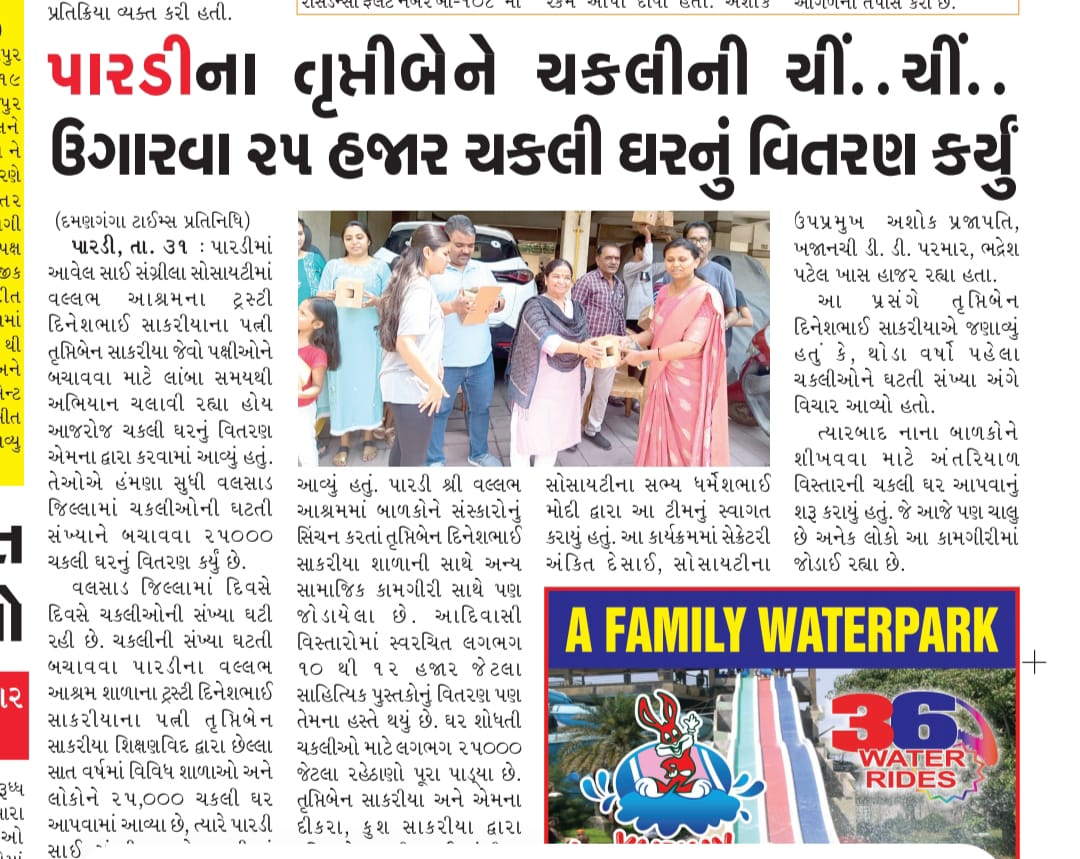 પ્રતિક્રિયા વ્યક્ત કરી હતી.
પારડીના તૃપ્તીબેને ચકલીની ચીં..ચીં..
ઉગારવા ૨૫ હજાર ચકલી ઘરનું વિતરણ કર્યું
(દમણગંગા ટાઈમ્સ પ્રતિનિધિ)
પારડી, તા. ૩૧ : પારડીમાં
આવેલ સાઈ સંગ્રીલા સોસાયટીમાં
વલ્લભ આશ્રમના ટ્રસ્ટી
દિનેશભાઈ સાકરીયાના પત્ની
તૃપ્તિબેન સાકરીયા જેવો પક્ષીઓને
બચાવવા માટે લાંબા સમયથી
અભિયાન ચલાવી રહ્યા હોય
આજરોજ ચકલી ઘરનું વિતરણ
એમના દ્વારા કરવામાં આવ્યું હતું.
તેઓએ હંમણા સુધી વલસાડ
જિલ્લામાં ચકલીઓની ઘટતી
સંખ્યાને બચાવવા ૨૫૦૦૦
ચકલી ઘરનું વિતરણ કર્યું છે.
વલસાડ જિલ્લામાં દિવસે
દિવસે ચકલીઓની સંખ્યા ઘટી
રહી છે. ચકલીની સંખ્યા ઘટતી
બચાવવા પારડીના વલ્લભ
આશ્રમ શાળાના ટ્રસ્ટી દિનેશભાઈ
સાકરીયાના પત્ની તૃપ્તિબેન
સાકરીયા શિક્ષણવિદ દ્વારા છેલ્લા
સાત વર્ષમાં વિવિધ શાળાઓ અને
લોકોને ૨૫,૦૦૦ ચકલી ઘર
આપવામાં આવ્યા છે, ત્યારે પારડી
સાઈ
આવ્યું હતું. પારડી શ્રી વલ્લભ
આશ્રમમાં બાળકોને સંસ્કારોનું
સિંચન કરતાં તૃપ્તિબેન દિનેશભાઈ
સાકરીયા શાળાની સાથે અન્ય
સામાજિક કામગીરી સાથે પણ
જોડાયેલા છે. આદિવાસી
વિસ્તારોમાં સ્વરચિત લગભગ
૧૦ થી ૧૨ હજાર જેટલા
સાહિત્યિક પુસ્તકોનું વિતરણ પણ
તેમના હસ્તે થયું છે. ઘર શોધતી
ચકલીઓ માટે લગભગ ૨૫૦૦૦
જેટલા રહેઠાણો પૂરા પાડ્યા છે.
તૃપ્તિબેન સાકરીયા અને એમના
દીકરા, કુશ સાકરીયા દ્વારા
સોસાયટીના સભ્ય ધર્મેશભાઈ
મોદી દ્વારા આ ટીમનું સ્વાગત
કરાયું હતું. આ કાર્યક્રમમાં સેક્રેટરી
અંકિત દેસાઈ, સોસાયટીના
ઉપપ્રમુખ અશોક પ્રજાપતિ,
ખજાનચી ડી. ડી. પરમાર, ભદ્રેશ
પટેલ ખાસ હાજર રહ્યા હતા.
આ પ્રસંગે તૃપ્તિબેન
દિનેશભાઈ સાકરીયાએ જણાવ્યું
હતું કે, થોડા વર્ષો પહેલા
ચકલીઓને ઘટતી સંખ્યા અંગે
વિચાર આવ્યો હતો.
ત્યારબાદ નાના બાળકોને
શીખવવા માટે અંતરિયાળ
વિસ્તારની ચકલી ઘર આપવાનું
શરૂ કરાયું હતું. જે આજે પણ ચાલુ
છે અનેક લોકો આ કામગીરીમાં
જોડાઈ રહ્યા છે.
A FAMILY WATERPARK
36
WATER
RIDES